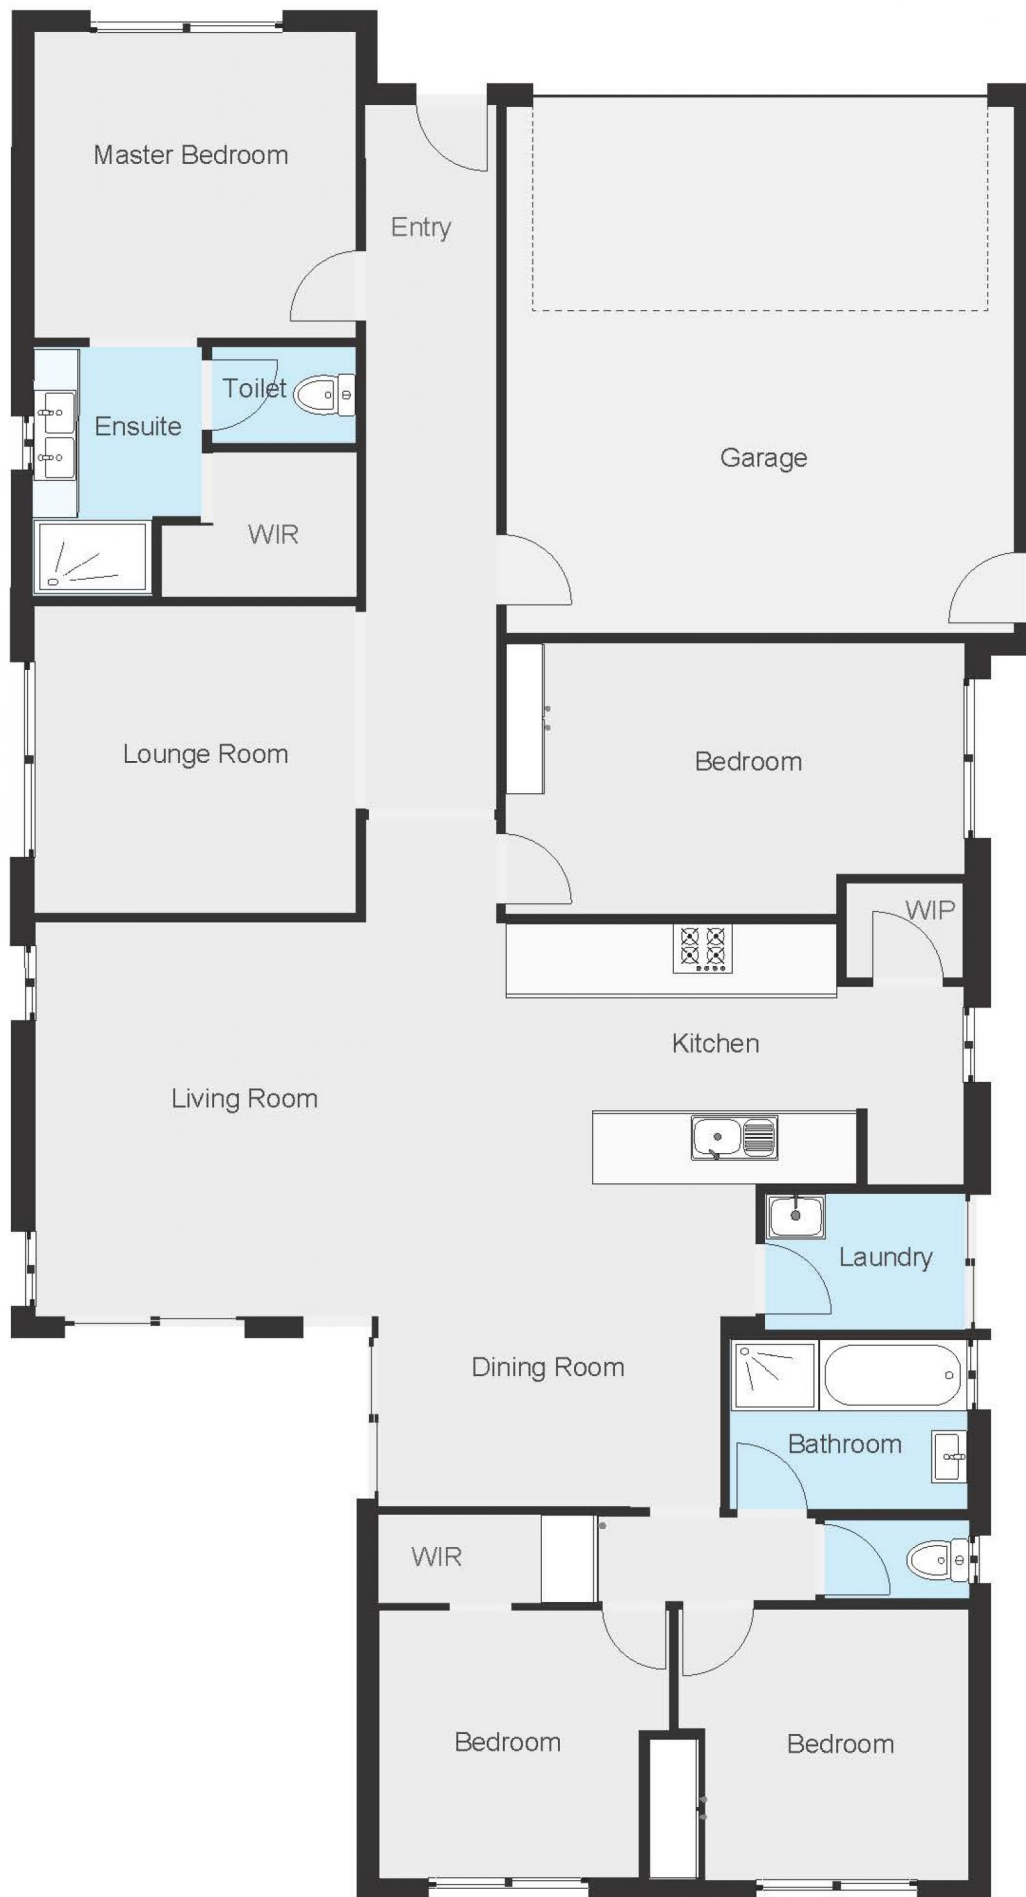 Master Bedroom
Entry
Toilet
Ensuite
Garage
WIR
Lounge Room
Bedroom
WIP
Kitchen
Living Room
Laundry
Dining Room
Bathroom
WIR
Bedroom
Bedroom